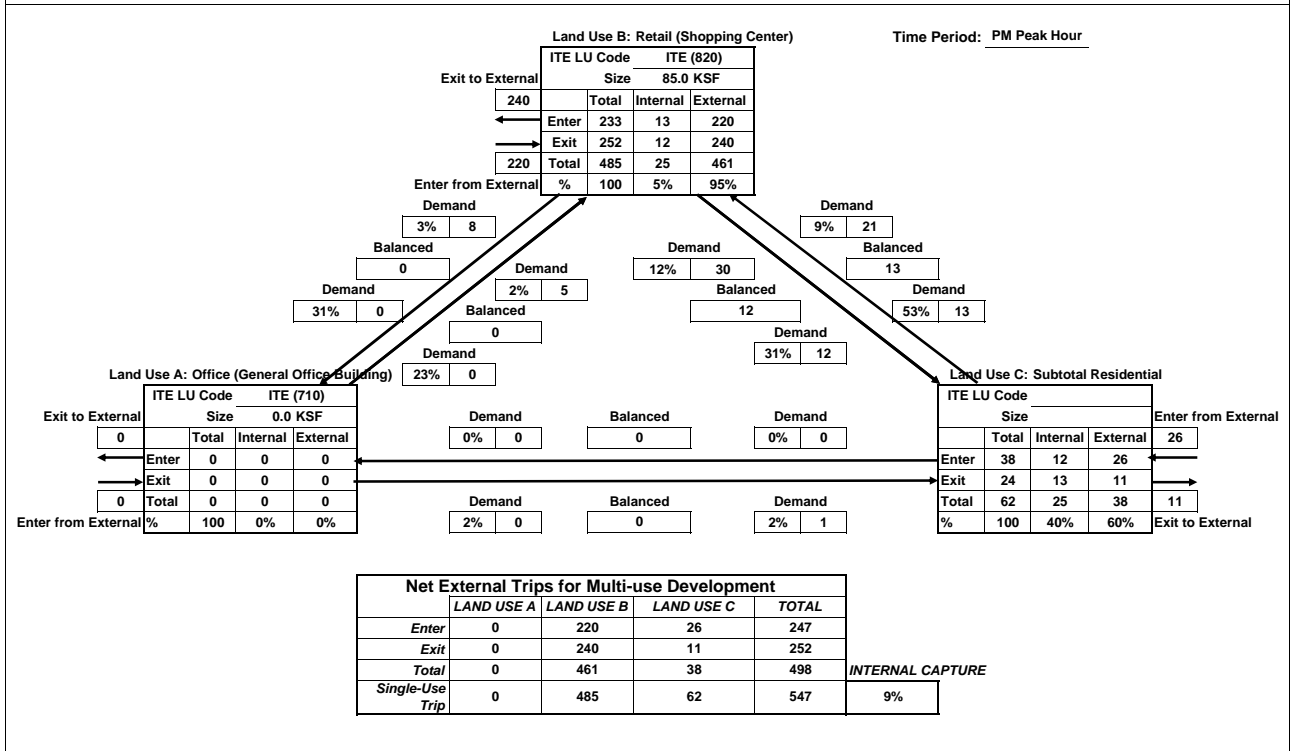 Land Use B: Retail (Shopping Center)
Time Period: PM Peak Hour
ITE LU Code ITE (820)
Exit to External Size 85.0 KSF
240 Total Internal External
Enter 233 13 220
Exit 252 12 240
220 Total 485 25 461
Enter from External % 100 5% 95%
Demand Demand
3% 8 9% 21
Balanced Demand Balanced
0 Demand 12% 30 13
Demand 2% 5 Balanced Demand
31% 0 Balanced 12 53% 13
0 Demand
Demand 31% 12
Land Use A: Office (General Office Building) 23% 0 Land Use C: Subtotal Residential
ITE LU Code ITE (710) ITE LU Code
Exit to External Size 0.0 KSF Demand Balanced Demand Size Enter from External
0 Total Internal External 0% 0 0 0% 0 Total Internal External 26
Enter 0 0 0 Enter 38 12 26
Exit 0 0 0 Exit 24 13 11
0 Total 0 0 0 Demand Balanced Demand Total 62 25 38 11
Enter from External % 100 0% 0% 2% 0 0 2% 1 % 100 40% 60% Exit to External
Net External Trips for Multi-use Development
LAND USE A LAND USE B LAND USE C TOTAL
Enter 0 220 26 247
Exit 0 240 11 252
Total 0 461 38 498 INTERNAL CAPTURE
Single-Use
Trip 0 485 62 547 9%